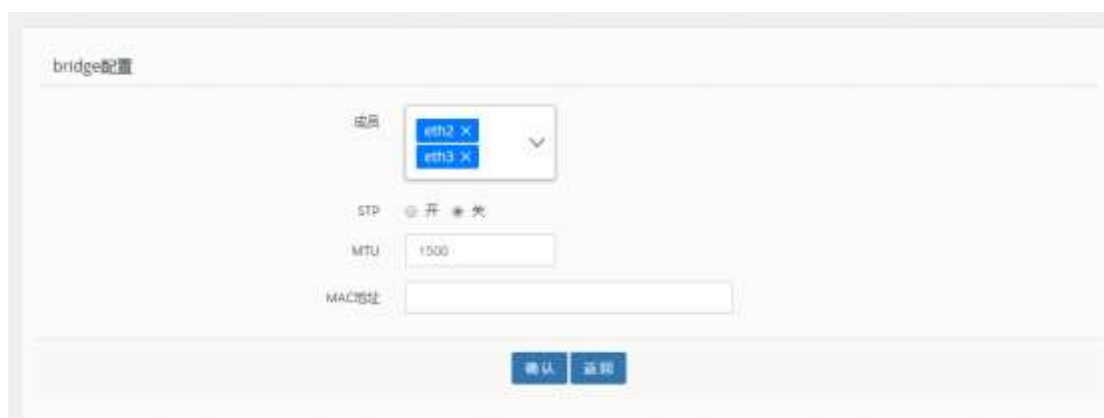 bridge配置
成员
eth2 ×
eth3 ×
STP 开 关
MTU 1500
MAC地址
确认 返回